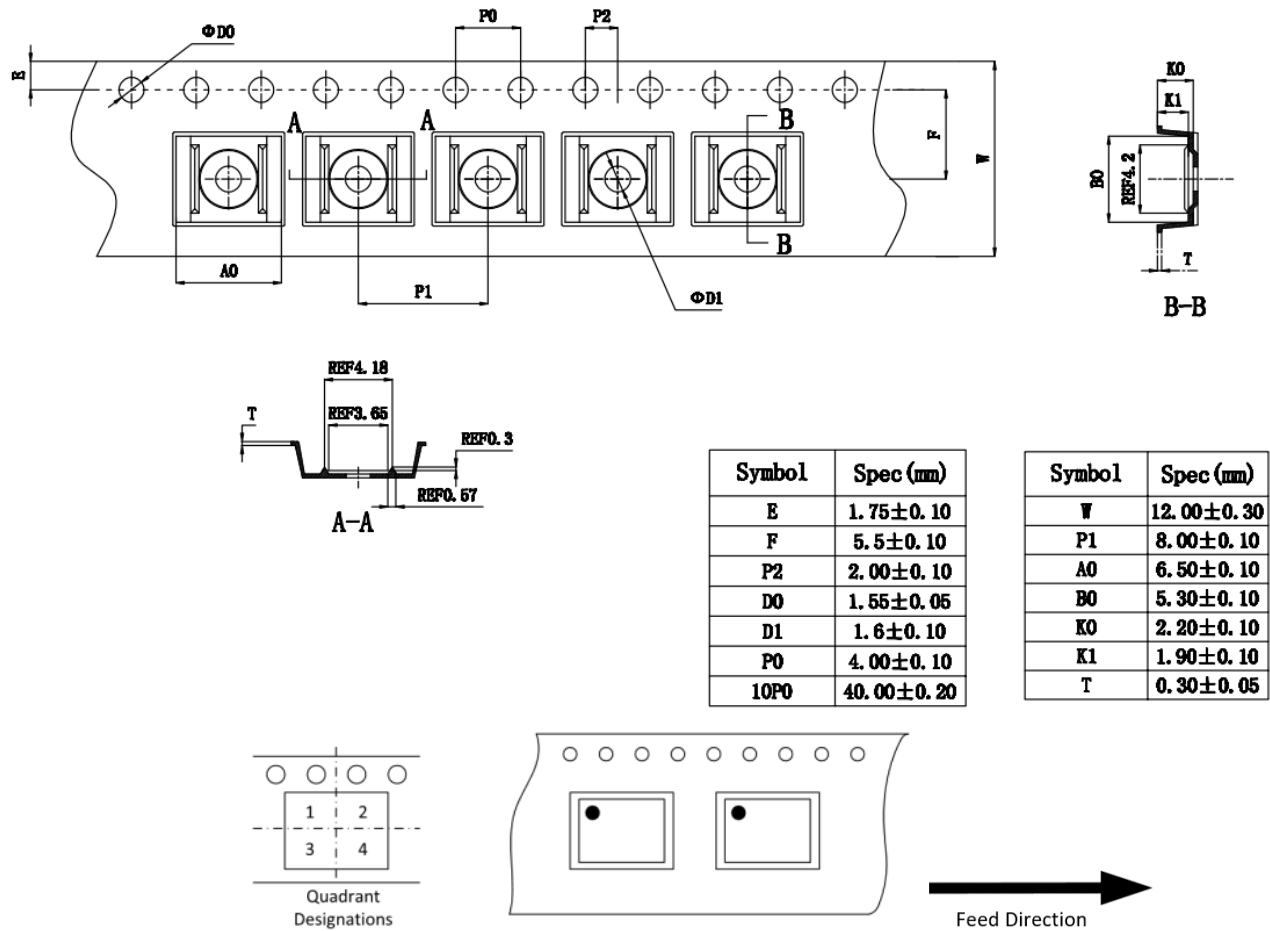 P0
P2
ΦD0
E
K0
K1
A
A
B
F
W
B0
REF4.2
B
A0
P1
ΦD1
T
B-B
REF4.18
T
REF3.65
REF0.3
REF0.57
A-A
Symbol Spec(mm)
E 1.75±0.10
F 5.5±0.10
P2 2.00±0.10
D0 1.55±0.05
D1 1.6±0.10
P0 4.00±0.10
10P0 40.00±0.20
Symbol Spec(mm)
W 12.00±0.30
P1 8.00±0.10
A0 6.50±0.10
B0 5.30±0.10
K0 2.20±0.10
K1 1.90±0.10
T 0.30±0.05
1 2
3 4
Quadrant
Designations
Feed Direction